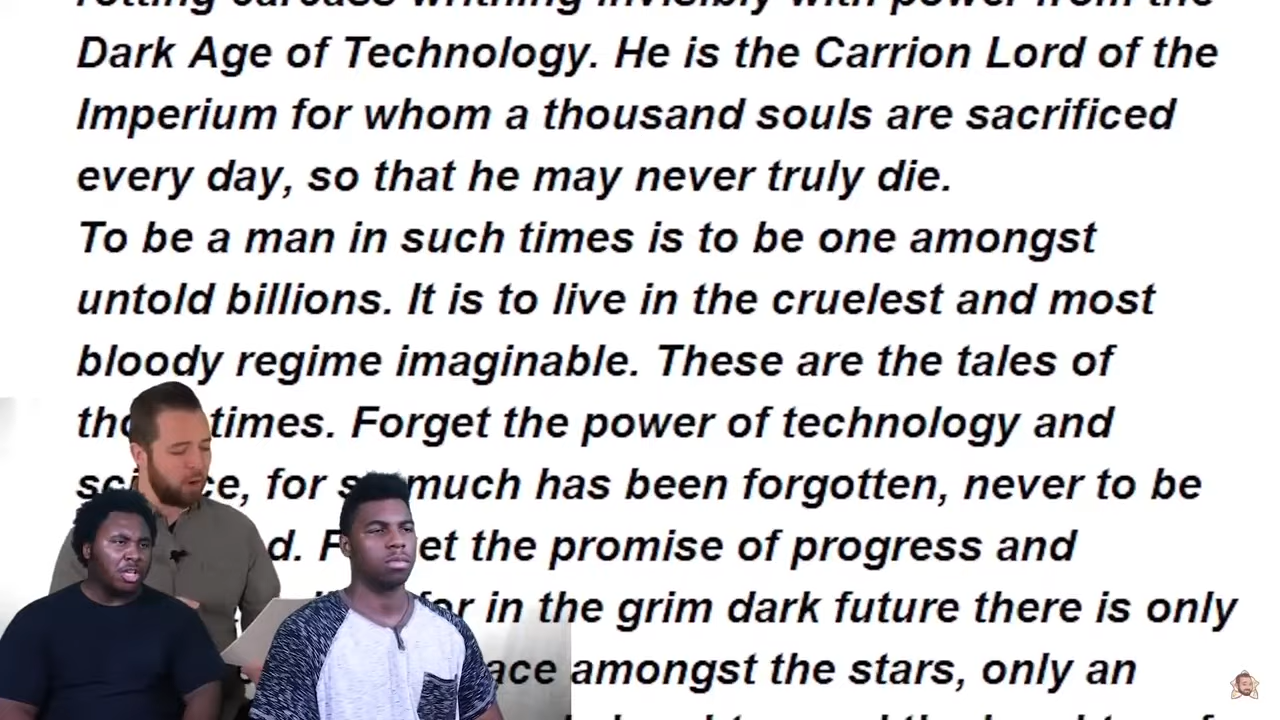 Dark Age of Technology. He is the Carrion Lord of the
Imperium for whom a thousand souls are sacrificed
every day, so that he may never truly die.
To be a man in such times is to be one amongst
untold billions. It is to live in the cruelest and most
bloody regime imaginable. These are the tales of
times. Forget the power of technology and
for much has been forgotten, never to be
the promise of progress and
in the grim dark future there is only
amongst the stars, only an